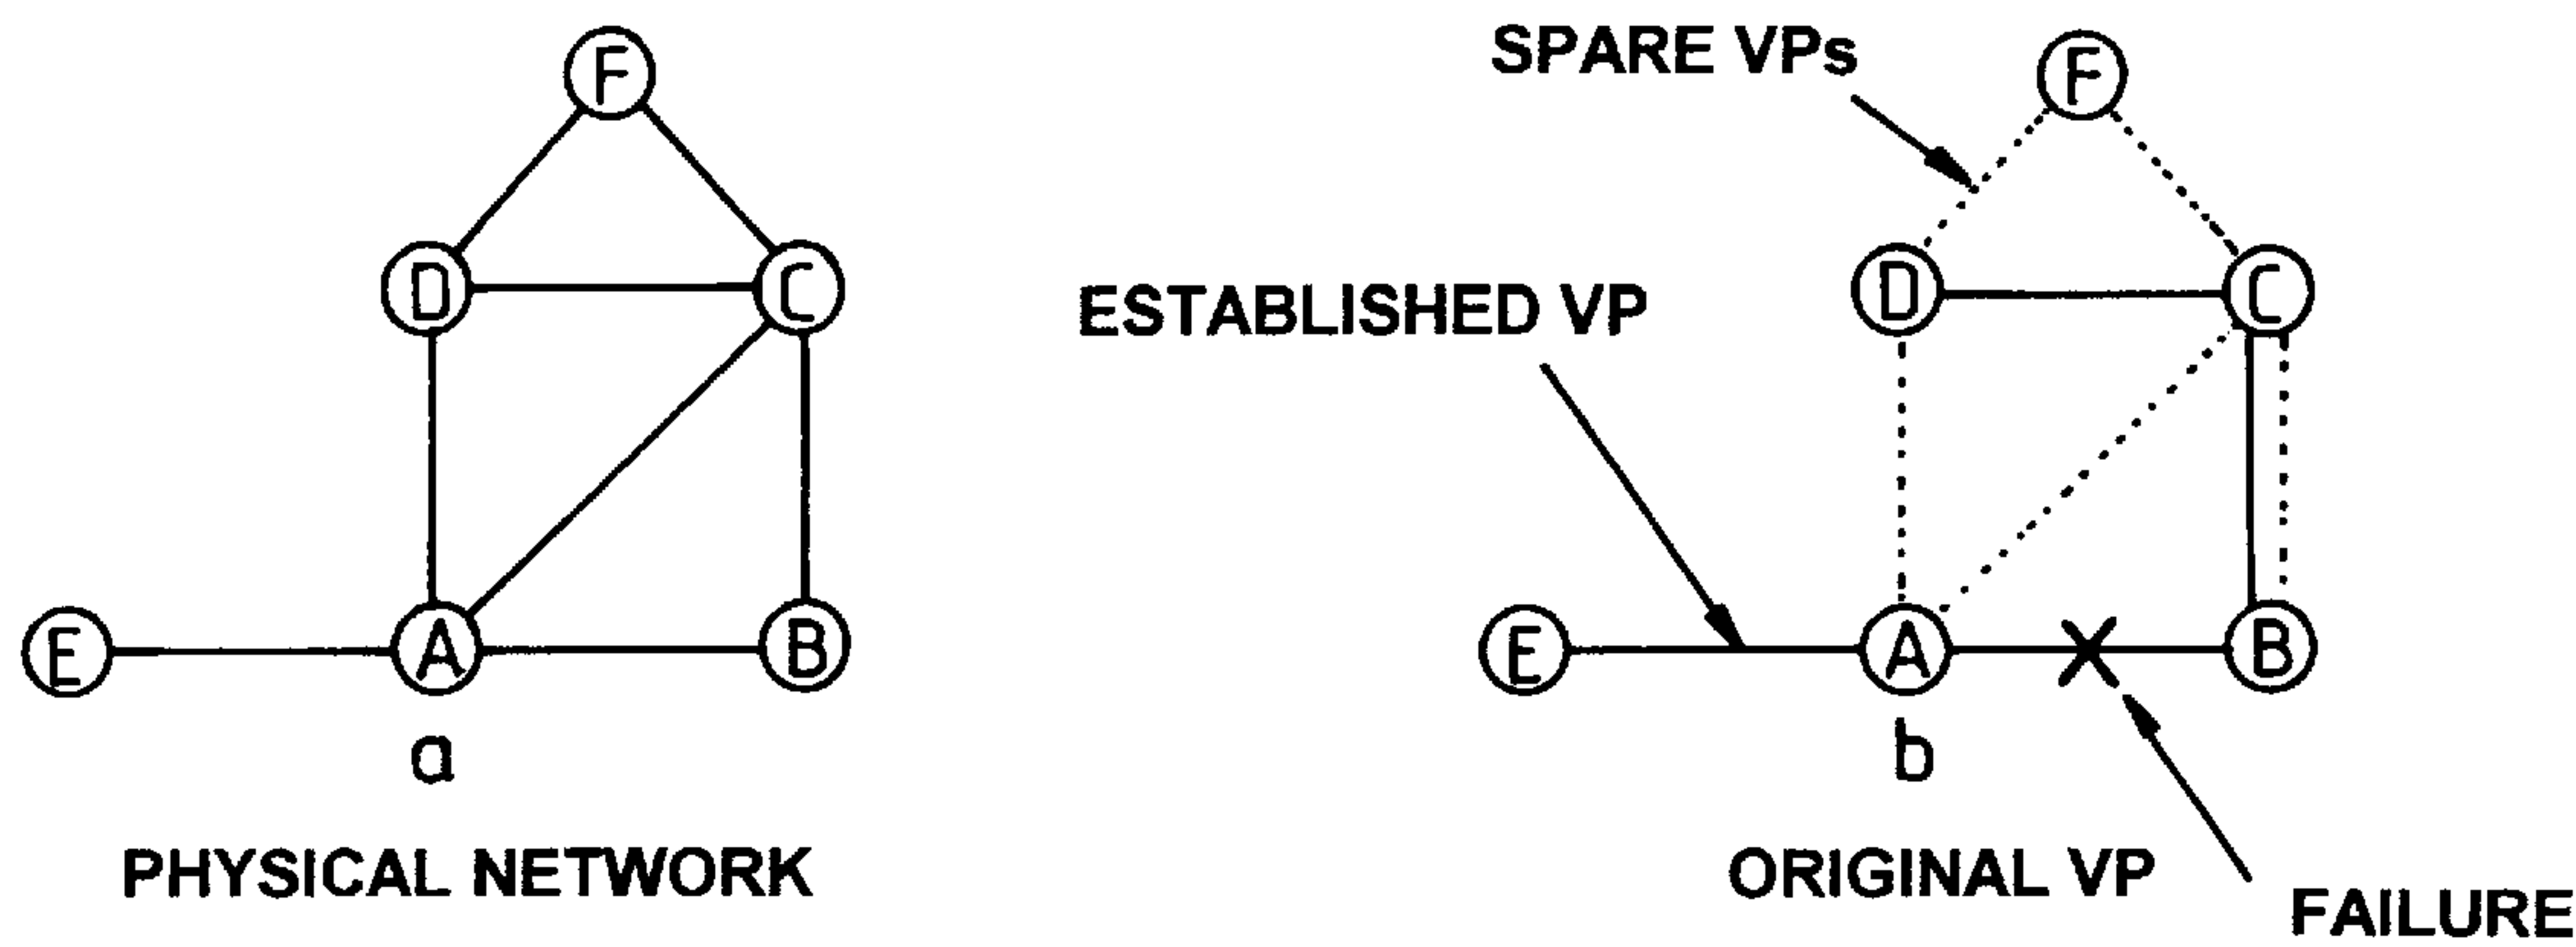 F
D
C
E
A
B
a
PHYSICAL NETWORK
SPARE VPs
F
ESTABLISHED VP
D
C
E
A
B
b
ORIGINAL VP
FAILURE